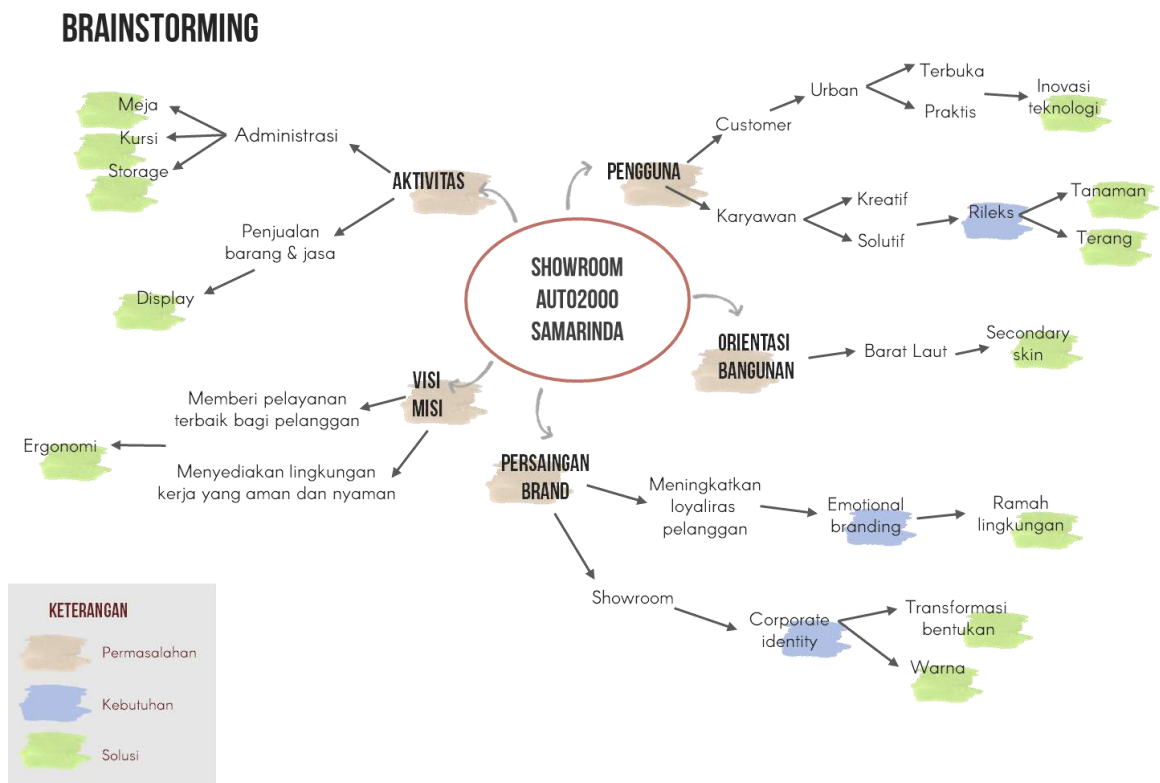 BRAINSTORMING
Meja
Kursi
Storage
Administrasi
AKTIVITAS
Penjualan
barang & jasa
Display
PENGGUNA
Customer
Urban
Terbuka
Praktis
Inovasi
teknologi
Karyawan
Kreatif
Solutif
Rileks
Tanaman
Terang
SHOWROOM
AUTO2000
SAMARINDA
ORIENTASI
BANGUNAN
Barat Laut
Secondary
skin
VISI
MISI
Memberi pelayanan
terbaik bagi pelanggan
Ergonomi
Menyediakan lingkungan
kerja yang aman dan nyaman
PERSAINGAN
BRAND
Meningkatkan
loyaliras
pelanggan
Emotional
branding
Ramah
lingkungan
Showroom
Corporate
identity
Transformasi
bentukan
Warna
KETERANGAN
Permasalahan
Kebutuhan
Solusi